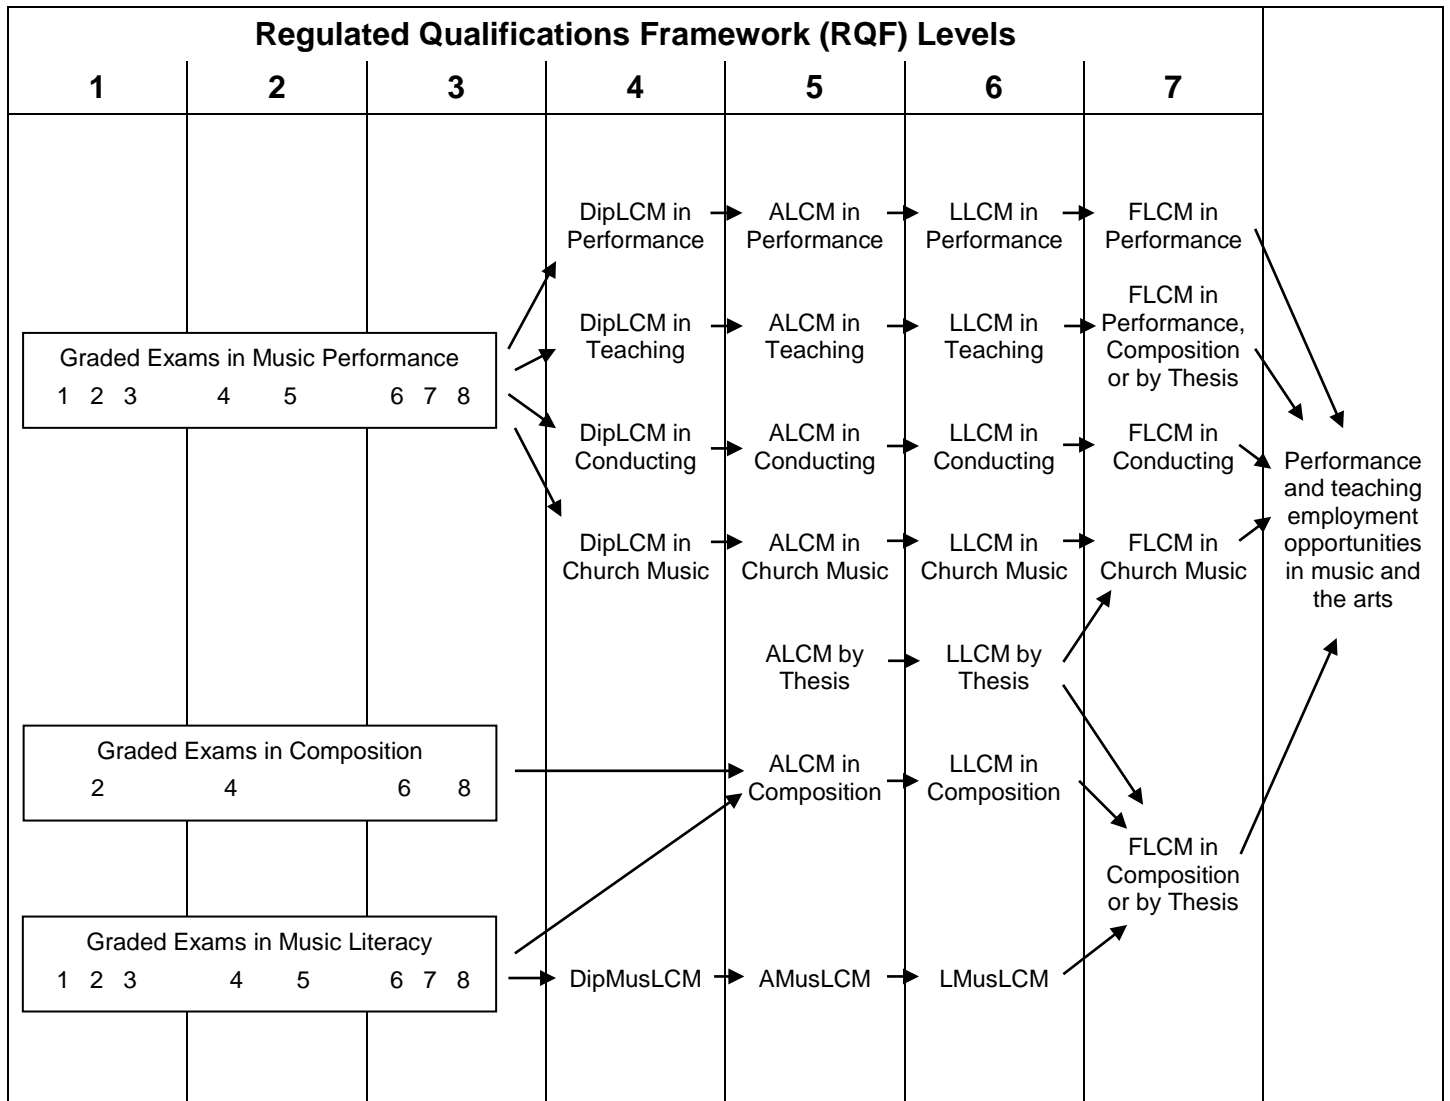 Regulated Qualifications Framework (RQF) Levels
1 2 3 4 5 6 7
DipLCM in
Performance
ALCM in
Performance
LLCM in
Performance
FLCM in
Performance
DipLCM in
Teaching
ALCM in
Teaching
LLCM in
Teaching
FLCM in
Performance,
Composition
or by Thesis
Graded Exams in Music Performance
1 2 3 4 5 6 7 8
DipLCM in
Conducting
ALCM in
Conducting
LLCM in
Conducting
FLCM in
Conducting
Performance
and teaching
employment
opportunities
in music and
the arts
DipLCM in
Church Music
ALCM in
Church Music
LLCM in
Church Music
FLCM in
Church Music
ALCM by
Thesis
LLCM by
Thesis
Graded Exams in Composition
2 4 6 8
ALCM in
Composition
LLCM in
Composition
FLCM in
Composition
or by Thesis
Graded Exams in Music Literacy
1 2 3 4 5 6 7 8
DipMusLCM
AMusLCM
LMusLCM